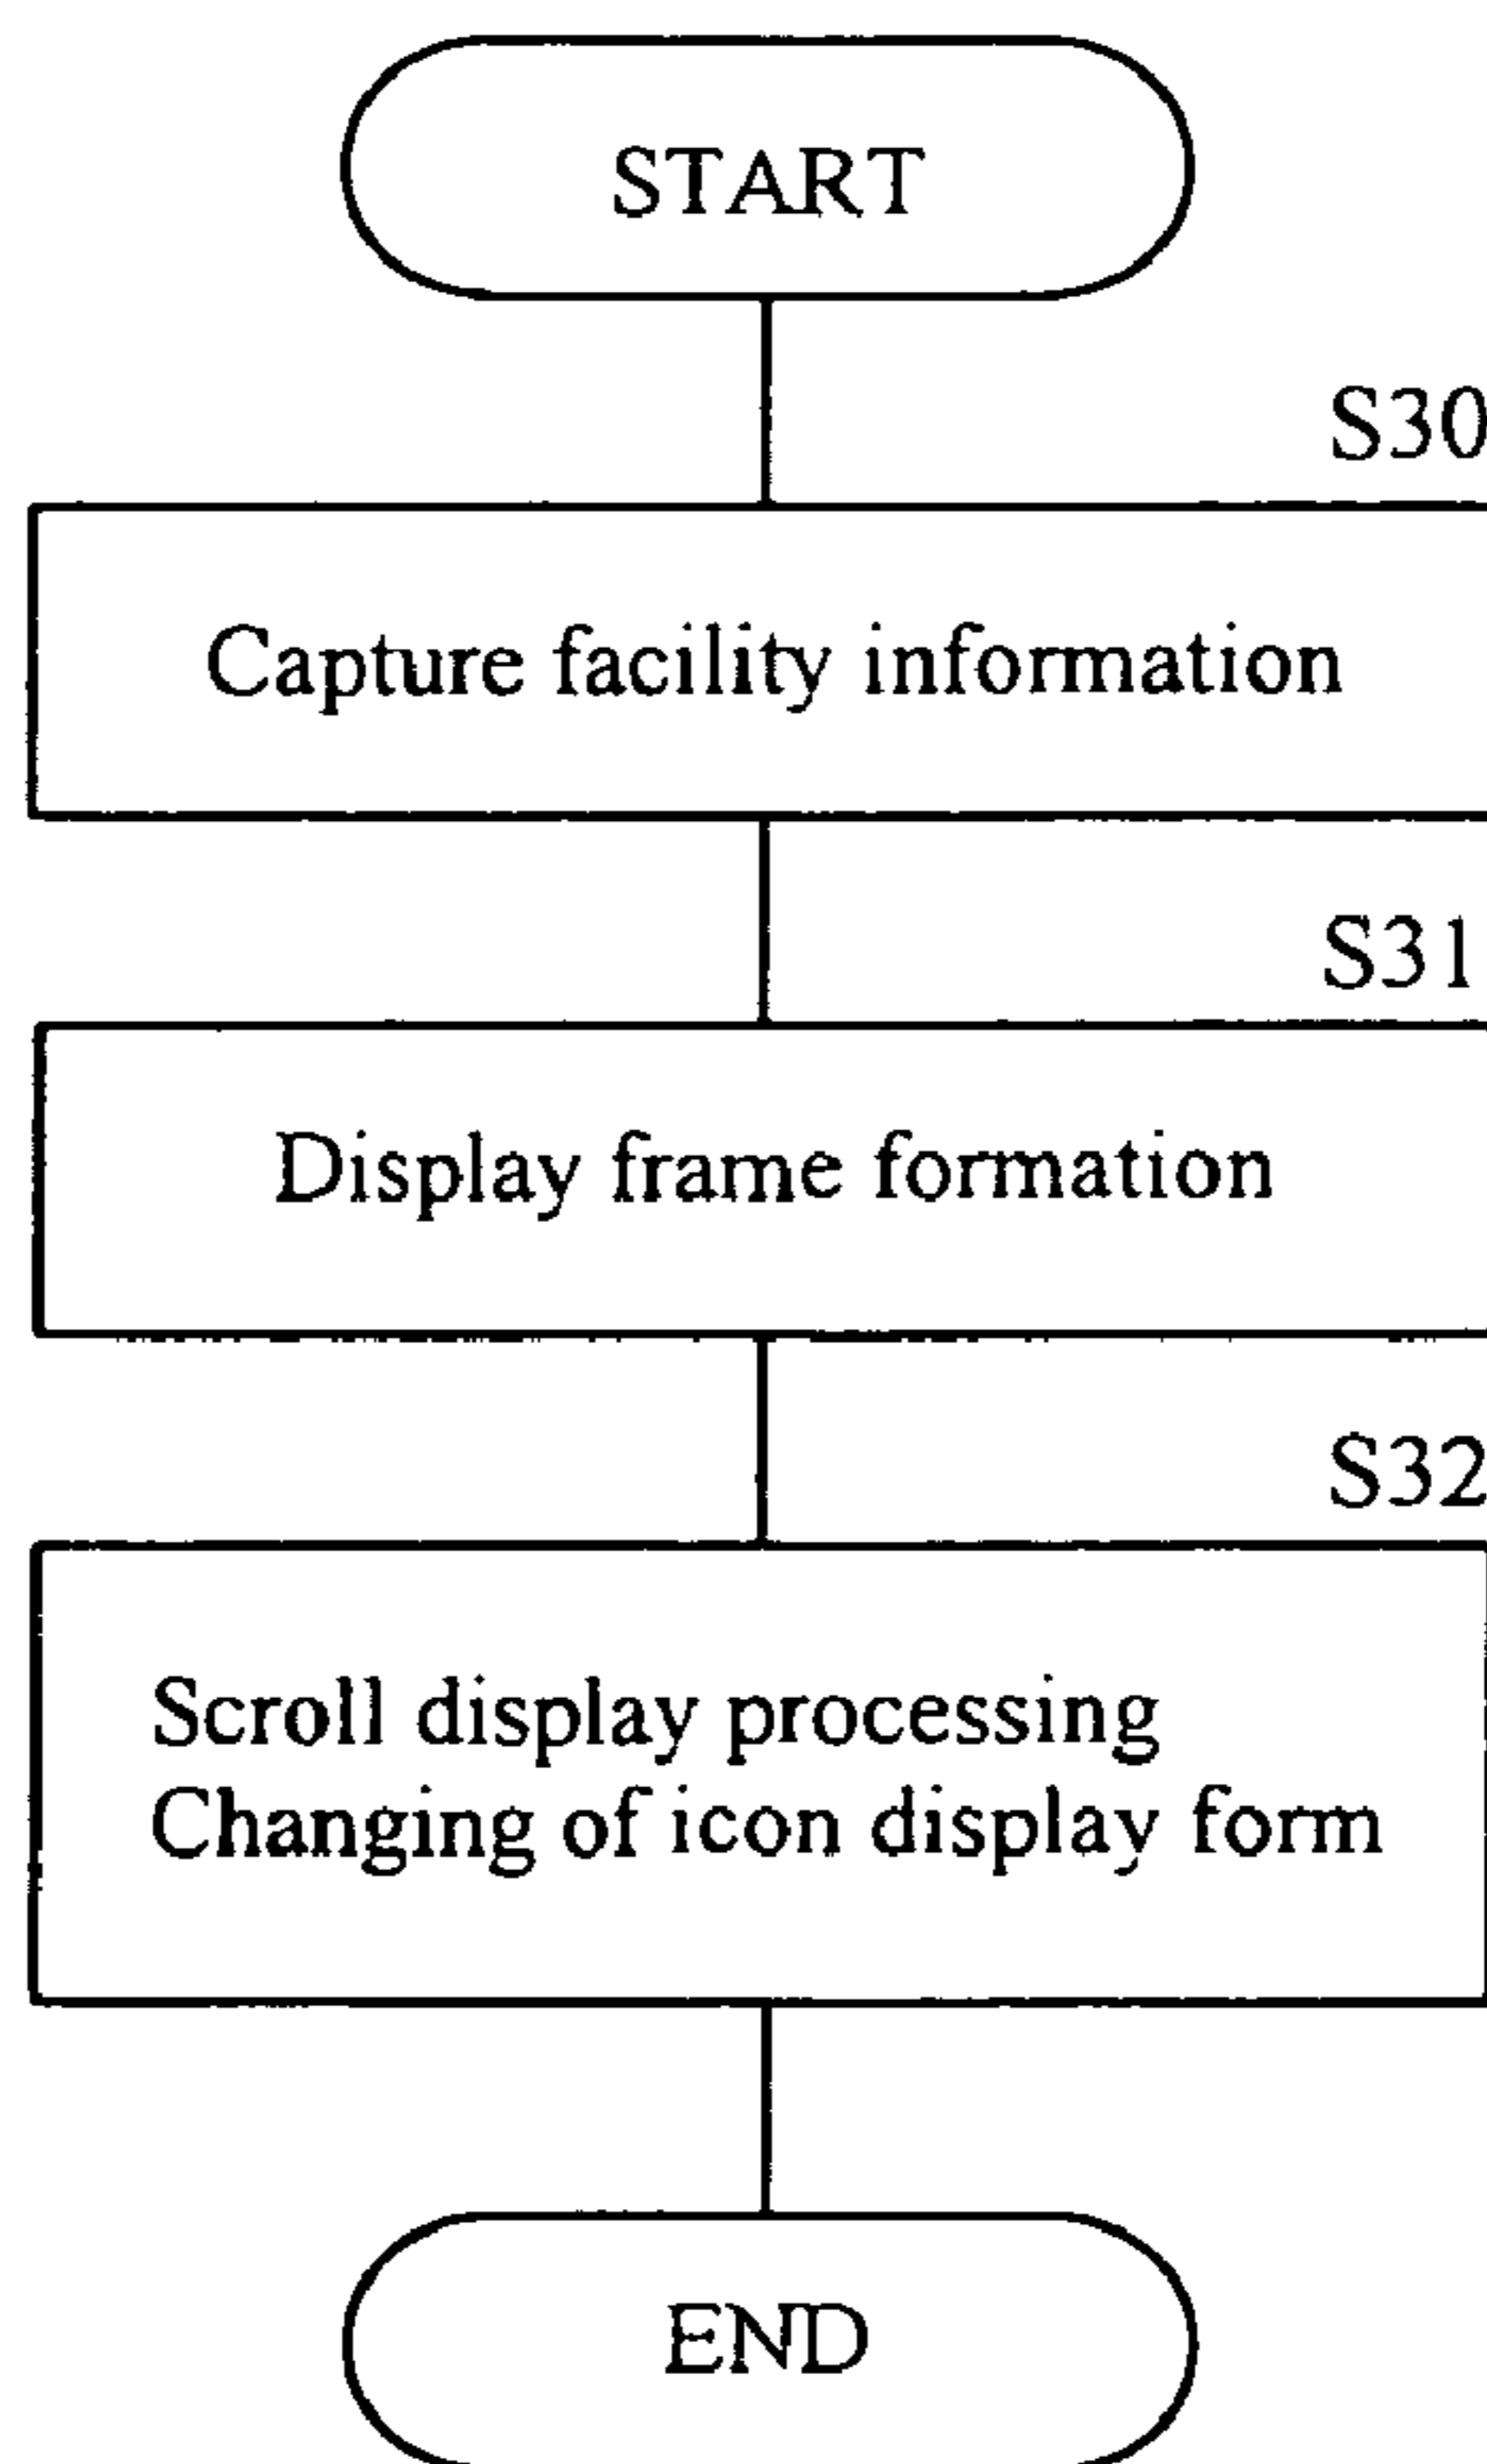 START
S30
Capture facility information
S31
Display frame formation
S32
Scroll display processing
Changing of icon display form
END